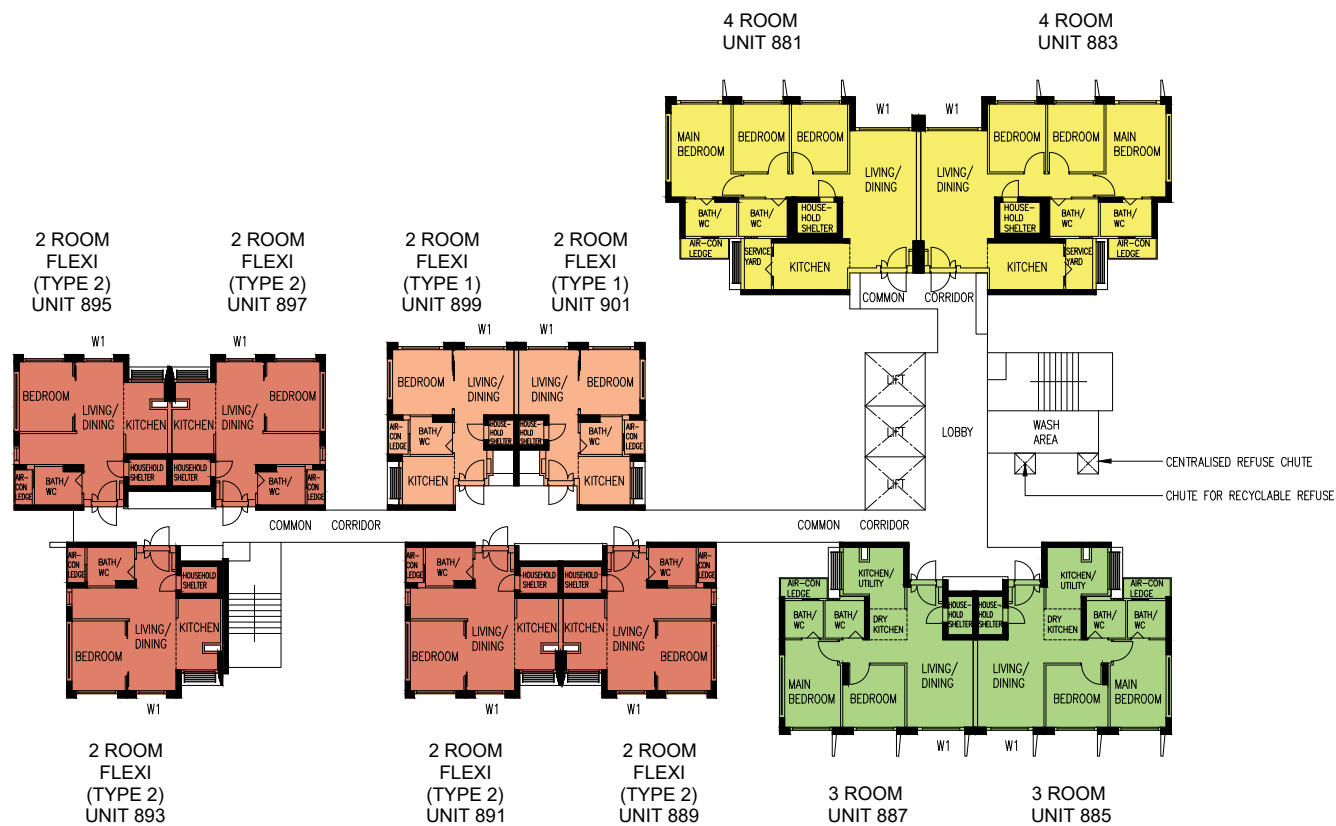 4 ROOM
UNIT 881
4 ROOM
UNIT 883
W1
W1
MAIN
BEDROOM
BEDROOM
BEDROOM
LIVING/
DINING
LIVING/
DINING
BEDROOM
BEDROOM
MAIN
BEDROOM
BATH/
WC
BATH/
WC
HOUSE-
HOLD
SHELTER
HOUSE-
HOLD
SHELTER
BATH/
WC
BATH/
WC
AIR-CON
LEDGE
SERVICE
YARD
KITCHEN
KITCHEN
SERVICE
YARD
AIR-CON
LEDGE
COMMON CORRIDOR
2 ROOM
FLEXI
(TYPE 2)
UNIT 895
2 ROOM
FLEXI
(TYPE 2)
UNIT 897
2 ROOM
FLEXI
(TYPE 1)
UNIT 899
2 ROOM
FLEXI
(TYPE 1)
UNIT 901
W1
W1
BEDROOM
LIVING/
DINING
KITCHEN
KITCHEN
LIVING/
DINING
BEDROOM
AIR-
CON
LEDGE
BATH/
WC
HOUSEHOLD
SHELTER
HOUSEHOLD
SHELTER
BATH/
WC
AIR-
CON
LEDGE
W1
W1
BEDROOM
LIVING/
DINING
LIVING/
DINING
BEDROOM
AIR-
CON
LEDGE
BATH/
WC
HOUSE-
HOLD
SHELTER
HOUSE-
HOLD
SHELTER
BATH/
WC
AIR-
CON
LEDGE
KITCHEN
KITCHEN
LIFT
LIFT
LIFT
LOBBY
WASH
AREA
CENTRALISED REFUSE CHUTE
CHUTE FOR RECYCLABLE REFUSE
COMMON CORRIDOR
COMMON CORRIDOR
AIR-
CON
LEDGE
BATH/
WC
HOUSEHOLD
SHELTER
LIVING/
DINING
KITCHEN
BEDROOM
W1
AIR-
CON
LEDGE
BATH/
WC
HOUSEHOLD
SHELTER
HOUSEHOLD
SHELTER
BATH/
WC
AIR-
CON
LEDGE
LIVING/
DINING
KITCHEN
KITCHEN
LIVING/
DINING
BEDROOM
BEDROOM
W1
W1
KITCHEN/
UTILITY
KITCHEN/
UTILITY
AIR-CON
LEDGE
AIR-CON
LEDGE
BATH/
WC
BATH/
WC
DRY
KITCHEN
HOUSE-
HOLD
SHELTER
HOUSE-
HOLD
SHELTER
DRY
KITCHEN
BATH/
WC
BATH/
WC
MAIN
BEDROOM
BEDROOM
LIVING/
DINING
LIVING/
DINING
BEDROOM
MAIN
BEDROOM
W1
W1
2 ROOM
FLEXI
(TYPE 2)
UNIT 893
2 ROOM
FLEXI
(TYPE 2)
UNIT 891
2 ROOM
FLEXI
(TYPE 2)
UNIT 889
3 ROOM
UNIT 887
3 ROOM
UNIT 885